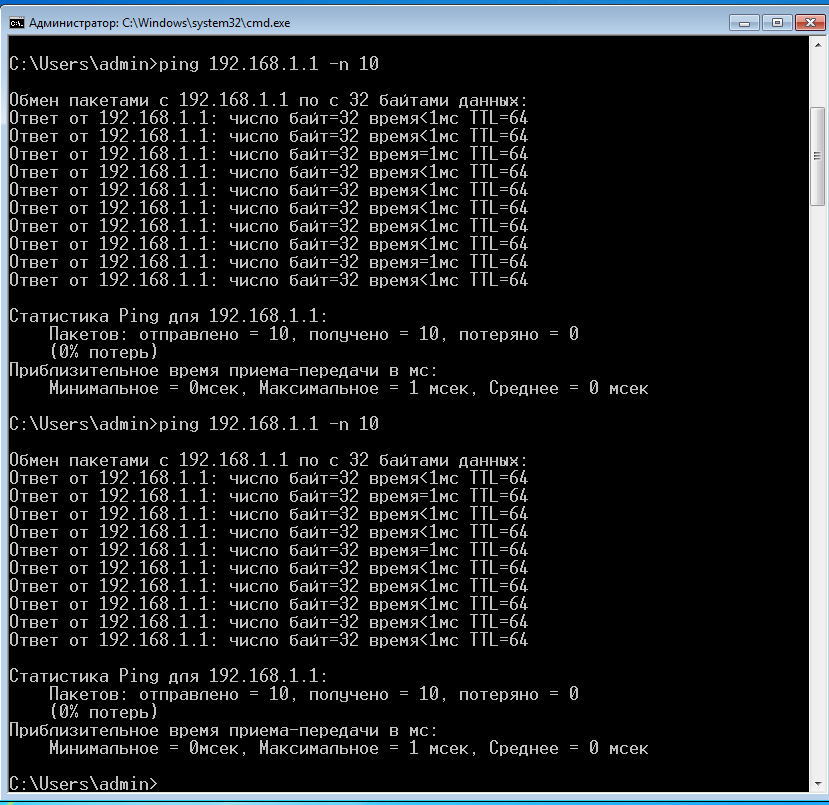 Администратор: C:\Windows\system32\cmd.exe
C:\Users\admin>ping 192.168.1.1 -n 10
Обмен пакетами с 192.168.1.1 по с 32 байтами данных:
Ответ от 192.168.1.1: число байт=32 время<1мс TTL=64
Ответ от 192.168.1.1: число байт=32 время<1мс TTL=64
Ответ от 192.168.1.1: число байт=32 время=1мс TTL=64
Ответ от 192.168.1.1: число байт=32 время<1мс TTL=64
Ответ от 192.168.1.1: число байт=32 время<1мс TTL=64
Ответ от 192.168.1.1: число байт=32 время<1мс TTL=64
Ответ от 192.168.1.1: число байт=32 время<1мс TTL=64
Ответ от 192.168.1.1: число байт=32 время<1мс TTL=64
Ответ от 192.168.1.1: число байт=32 время=1мс TTL=64
Ответ от 192.168.1.1: число байт=32 время<1мс TTL=64
Статистика Ping для 192.168.1.1:
Пакетов: отправлено = 10, получено = 10, потеряно = 0
(0% потерь)
Приблизительное время приема-передачи в мс:
Минимальное = 0мсек, Максимальное = 1 мсек, Среднее = 0 мсек
C:\Users\admin>ping 192.168.1.1 -n 10
Обмен пакетами с 192.168.1.1 по с 32 байтами данных:
Ответ от 192.168.1.1: число байт=32 время<1мс TTL=64
Ответ от 192.168.1.1: число байт=32 время=1мс TTL=64
Ответ от 192.168.1.1: число байт=32 время<1мс TTL=64
Ответ от 192.168.1.1: число байт=32 время<1мс TTL=64
Ответ от 192.168.1.1: число байт=32 время=1мс TTL=64
Ответ от 192.168.1.1: число байт=32 время<1мс TTL=64
Ответ от 192.168.1.1: число байт=32 время<1мс TTL=64
Ответ от 192.168.1.1: число байт=32 время<1мс TTL=64
Ответ от 192.168.1.1: число байт=32 время<1мс TTL=64
Ответ от 192.168.1.1: число байт=32 время<1мс TTL=64
Статистика Ping для 192.168.1.1:
Пакетов: отправлено = 10, получено = 10, потеряно = 0
(0% потерь)
Приблизительное время приема-передачи в мс:
Минимальное = 0мсек, Максимальное = 1 мсек, Среднее = 0 мсек
C:\Users\admin>